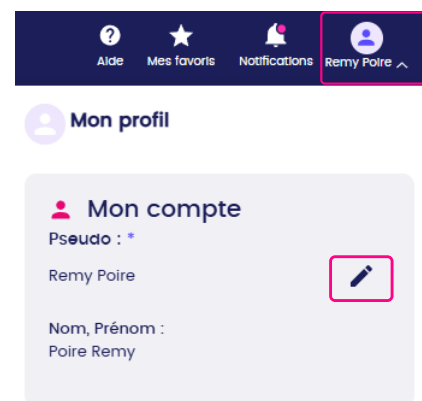 ?
Aide Mes favoris Notifications Remy Poire
Mon profil
Mon compte
Pseudo : *
Remy Poire
Nom, Prénom :
Poire Remy